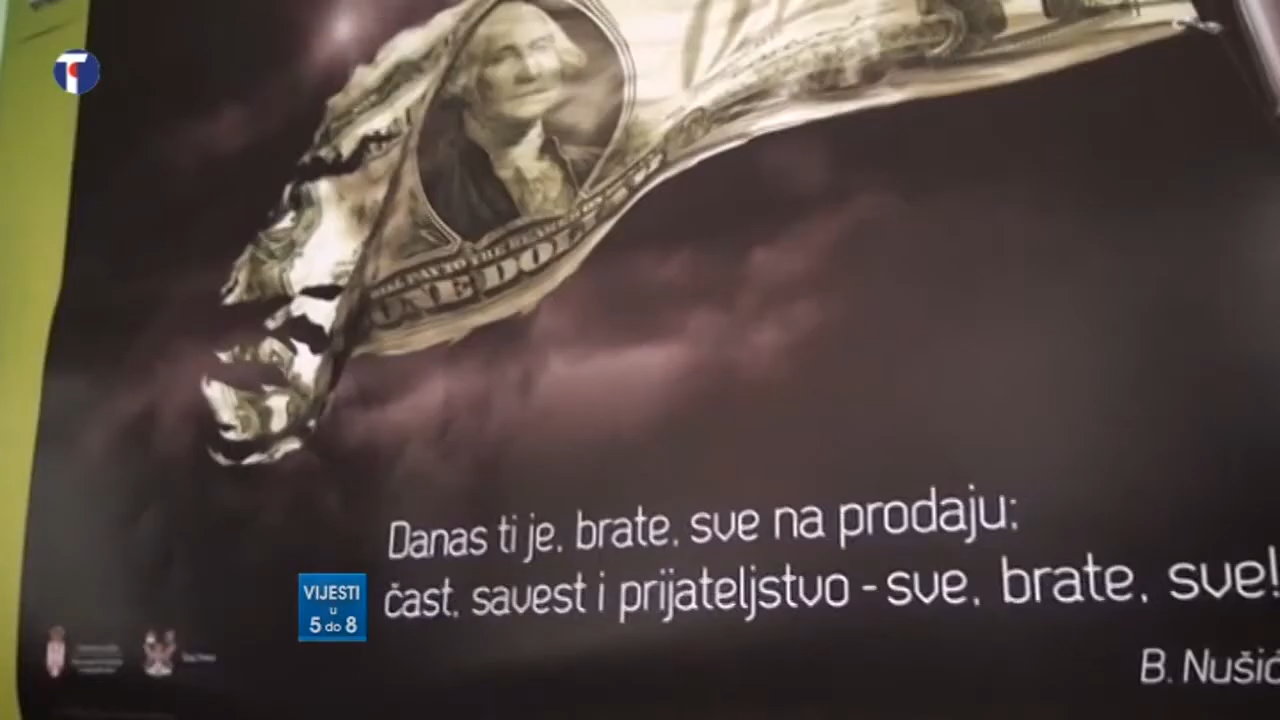 T
ONE DOL
Danas ti je, brate, sve na prodaju;
čast, savest i prijateljstvo - sve, brate, sve!
B. Nušić
VIJESTI
u
5 do 8